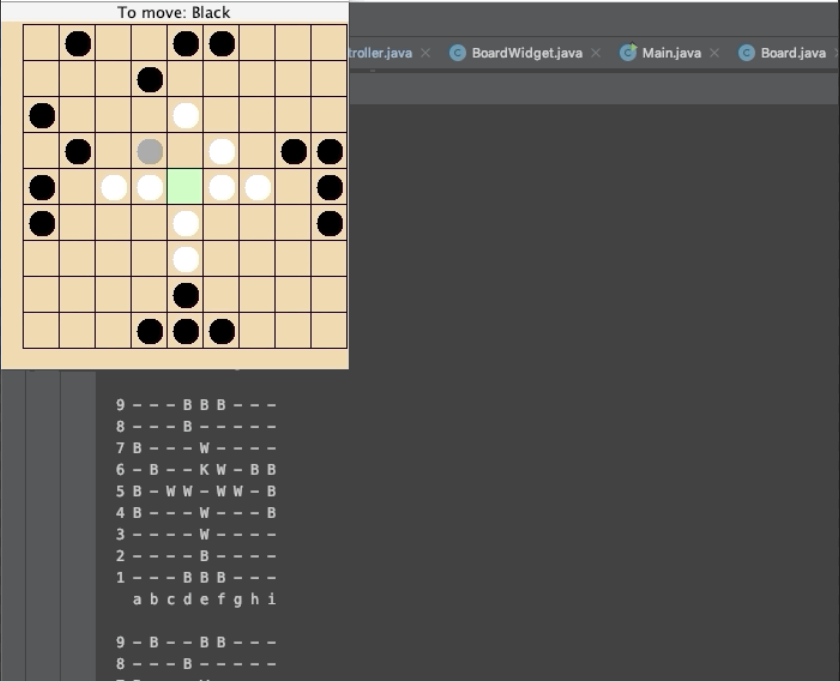 To move: Black
troller.java BoardWidget.java Main.java Board.java
9 - - - B B B - - -
8 - - - B - - - - -
7 B - - - W - - - -
6 - B - - K W - B B
5 B - W W - W W - B
4 B - - - W - - - B
3 - - - - W - - - -
2 - - - - B - - - -
1 - - - B B B - - -
a b c d e f g h i
9 - B - - B B - - -
8 - - - B - - - - -